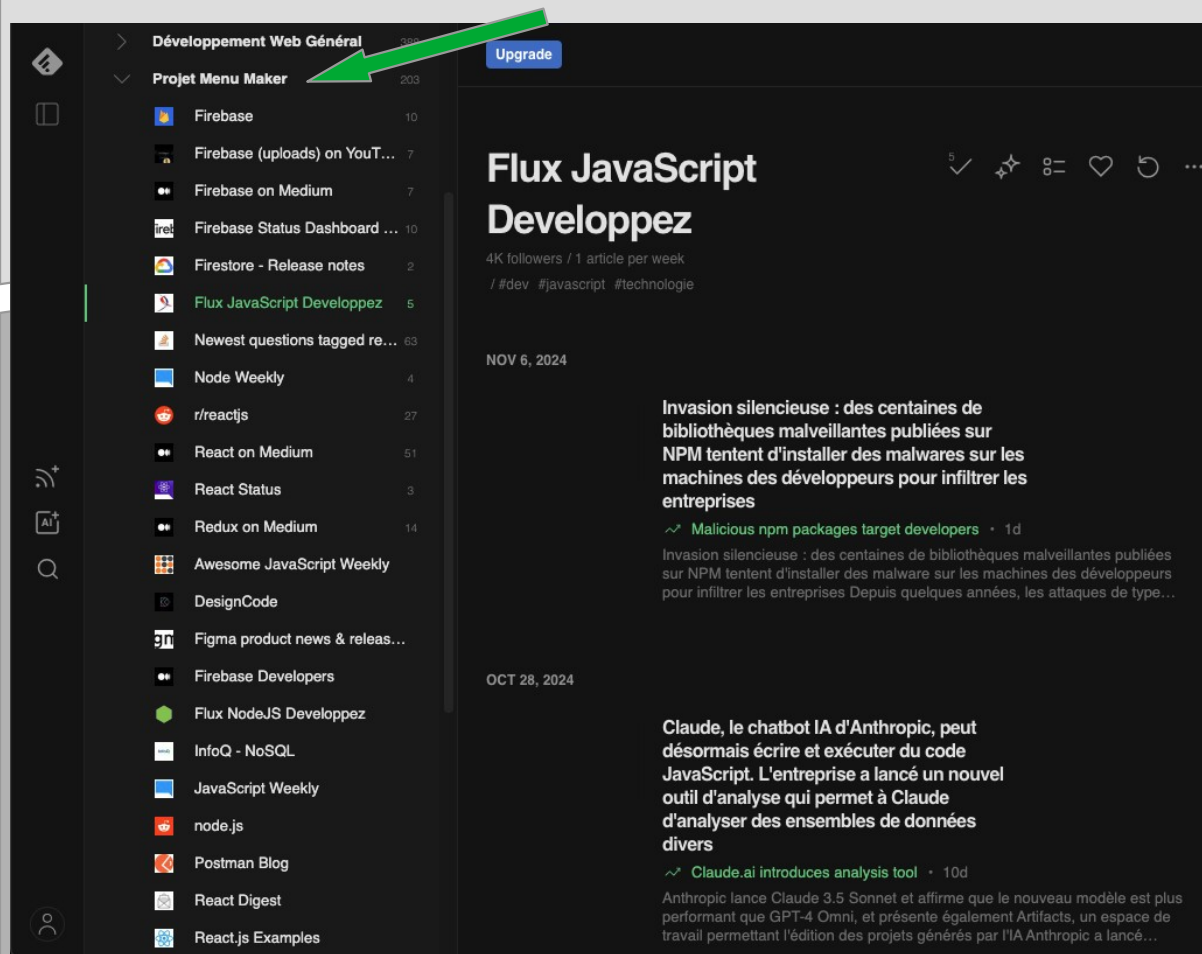 Développement Web Général
Projet Menu Maker 203
Firebase 10
Firebase (uploads) on YouT... 7
Firebase on Medium 7
Firebase Status Dashboard ... 10
Firestore - Release notes 2
Flux JavaScript Developpez 5
Newest questions tagged re... 63
Node Weekly 4
r/reactjs 27
React on Medium 51
React Status 3
Redux on Medium 14
Awesome JavaScript Weekly
DesignCode
Figma product news & releas...
Firebase Developers
Flux NodeJS Developpez
InfoQ - NoSQL
JavaScript Weekly
node.js
Postman Blog
React Digest
React.js Examples
AI
Upgrade
Flux JavaScript
Developpez
5
4K followers / 1 article per week
/ #dev #javascript #technologie
NOV 6, 2024
Invasion silencieuse : des centaines de
bibliothèques malveillantes publiées sur
NPM tentent d'installer des malwares sur les
machines des développeurs pour infiltrer les
entreprises
Malicious npm packages target developers • 1d
Invasion silencieuse : des centaines de bibliothèques malveillantes publiées
sur NPM tentent d'installer des malware sur les machines des développeurs
pour infiltrer les entreprises Depuis quelques années, les attaques de type...
OCT 28, 2024
Claude, le chatbot IA d'Anthropic, peut
désormais écrire et exécuter du code
JavaScript. L'entreprise a lancé un nouvel
outil d'analyse qui permet à Claude
d'analyser des ensembles de données
divers
Claude.ai introduces analysis tool • 10d
Anthropic lance Claude 3.5 Sonnet et affirme que le nouveau modèle est plus
performant que GPT-4 Omni, et présente également Artifacts, un espace de
travail permettant l'édition des projets générés par l'IA Anthropic a lancé...